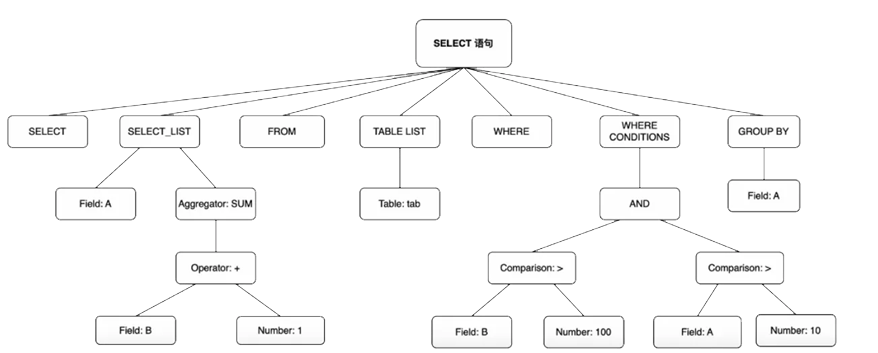 SELECT 语句
SELECT
SELECT_LIST
FROM
TABLE LIST
WHERE
WHERE
CONDITIONS
GROUP BY
Field: A
Aggregator: SUM
Table: tab
AND
Field: A
Operator: +
Comparison: >
Comparison: >
Field: B
Number: 1
Field: B
Number: 100
Field: A
Number: 10